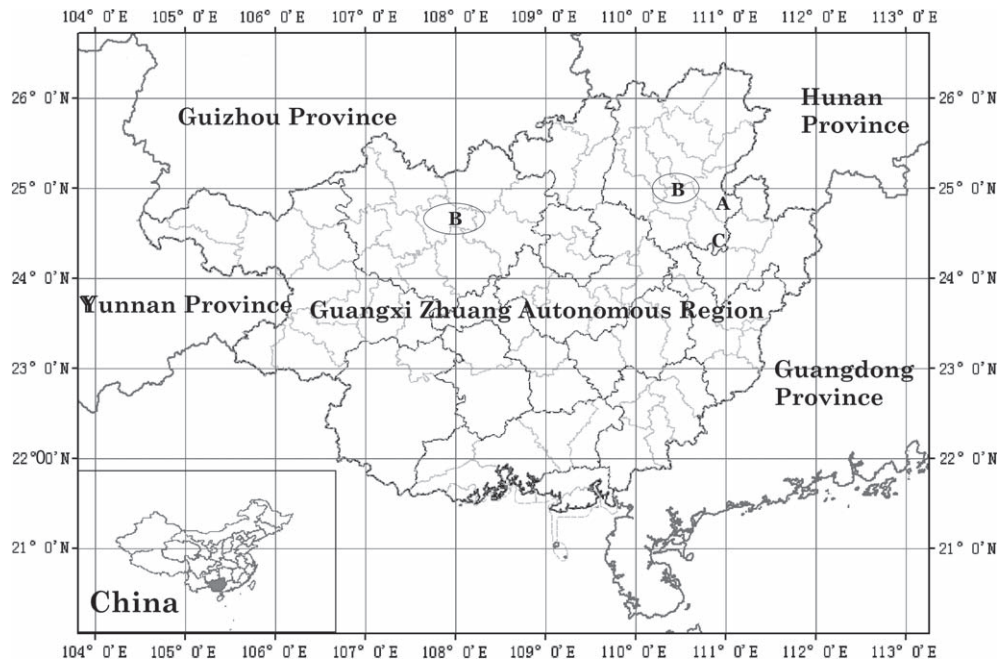 104° 0′E 105° 0′E 106° 0′E 107° 0′E 108° 0′E 109° 0′E 110° 0′E 111° 0′E 112° 0′E 113° 0′E
26° 0′N
26° 0′N
Hunan
Province
Guizhou Province
25° 0′N
25° 0′N
B
A
B
C
24° 0′N
24° 0′N
Yunnan Province
Guangxi Zhuang Autonomous Region
23° 0′N
23° 0′N
Guangdong
Province
22° 0′N
22° 0′N
21° 0′N
21° 0′N
China
104° 0′E 105° 0′E 106° 0′E 107° 0′E 108° 0′E 109° 0′E 110° 0′E 111° 0′E 112° 0′E 113° 0′E